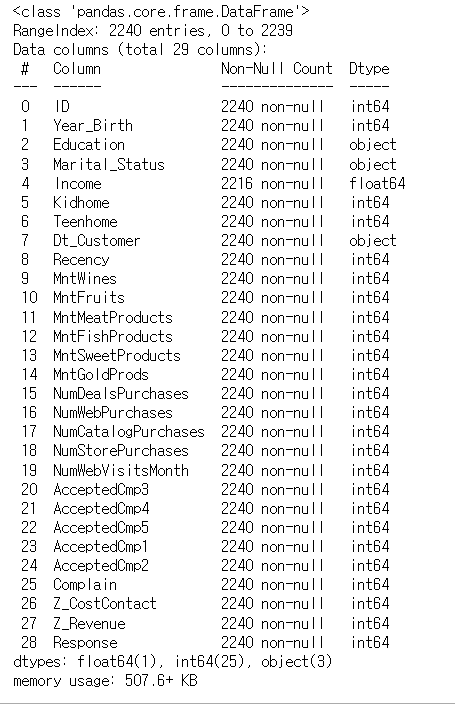 <class 'pandas.core.frame.DataFrame'>
RangeIndex: 2240 entries, 0 to 2239
Data columns (total 29 columns):
 #   Column               Non-Null Count  Dtype
---  ------               --------------  -----
 0   ID                   2240 non-null   int64
 1   Year_Birth           2240 non-null   int64
 2   Education            2240 non-null   object
 3   Marital_Status       2240 non-null   object
 4   Income               2216 non-null   float64
 5   Kidhome              2240 non-null   int64
 6   Teenhome             2240 non-null   int64
 7   Dt_Customer          2240 non-null   object
 8   Recency              2240 non-null   int64
 9   MntWines             2240 non-null   int64
 10  MntFruits            2240 non-null   int64
 11  MntMeatProducts      2240 non-null   int64
 12  MntFishProducts      2240 non-null   int64
 13  MntSweetProducts     2240 non-null   int64
 14  MntGoldProds         2240 non-null   int64
 15  NumDealsPurchases    2240 non-null   int64
 16  NumWebPurchases      2240 non-null   int64
 17  NumCatalogPurchases  2240 non-null   int64
 18  NumStorePurchases    2240 non-null   int64
 19  NumWebVisitsMonth    2240 non-null   int64
 20  AcceptedCmp3         2240 non-null   int64
 21  AcceptedCmp4         2240 non-null   int64
 22  AcceptedCmp5         2240 non-null   int64
 23  AcceptedCmp1         2240 non-null   int64
 24  AcceptedCmp2         2240 non-null   int64
 25  Complain             2240 non-null   int64
 26  Z_CostContact        2240 non-null   int64
 27  Z_Revenue            2240 non-null   int64
 28  Response             2240 non-null   int64
dtypes: float64(1), int64(25), object(3)
memory usage: 507.6+ KB